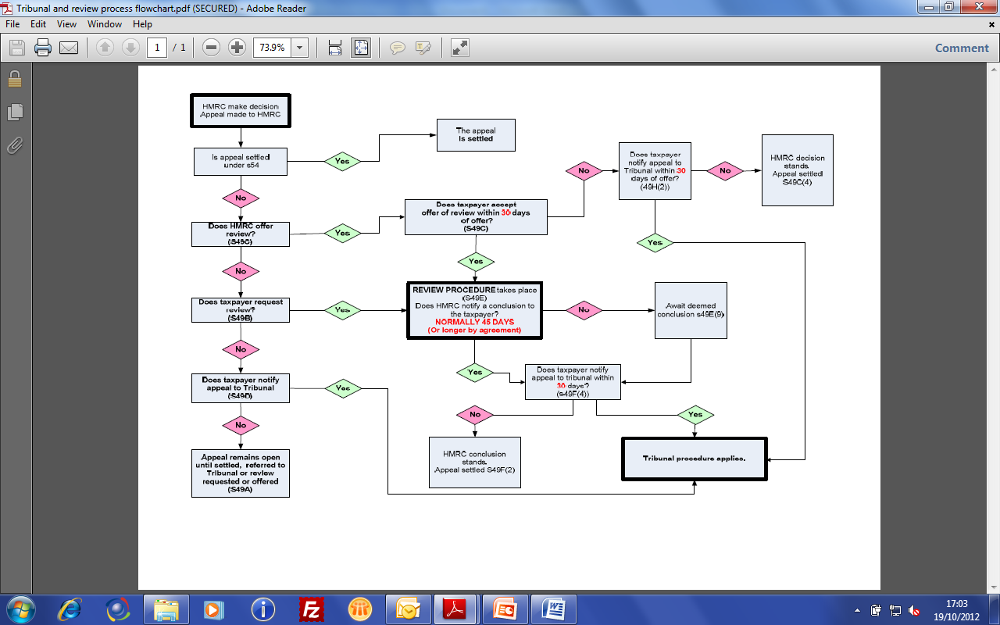 Tribunal and review process flowchart.pdf (SECURED) - Adobe Reader
File Edit View Window Help
1 / 1
73.9%
Comment
HMRC make decision
Appeal made to HMRC
Is appeal settled
under s54
Yes
The appeal
Is settled
No
Does HMRC offer
review?
(S49C)
Yes
Does taxpayer accept
offer of review within 30 days
of offer?
(S49C)
No
Does taxpayer
notify appeal to
Tribunal within 30
days of offer?
(49H(2))
No
HMRC decision
stands.
Appeal settled
S49C(4)
Yes
Yes
No
Does taxpayer request
review?
(S49B)
Yes
REVIEW PROCEDURE takes place
(S49E)
Does HMRC notify a conclusion to
the taxpayer?
NORMALLY 45 DAYS
(Or longer by agreement)
No
Await deemed
conclusion s49E(9)
No
Yes
Does taxpayer notify
appeal to tribunal within
30 days?
(s49F(4))
Does taxpayer notify
appeal to Tribunal
(S49D)
Yes
No
Yes
No
HMRC conclusion
stands.
Appeal settled S49F(2)
Tribunal procedure applies.
Appeal remains open
until settled, referred to
Tribunal or review
requested or offered
(S49A)
17:03
19/10/2012